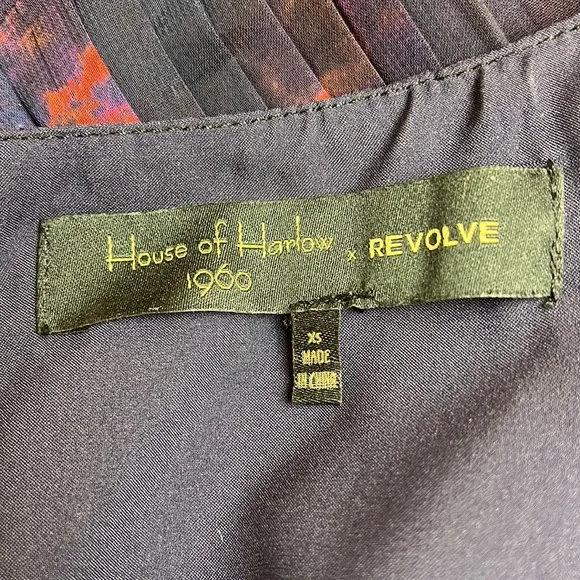 House of Harlow x REVOLVE
1960
XS
MADE
IN CHINA